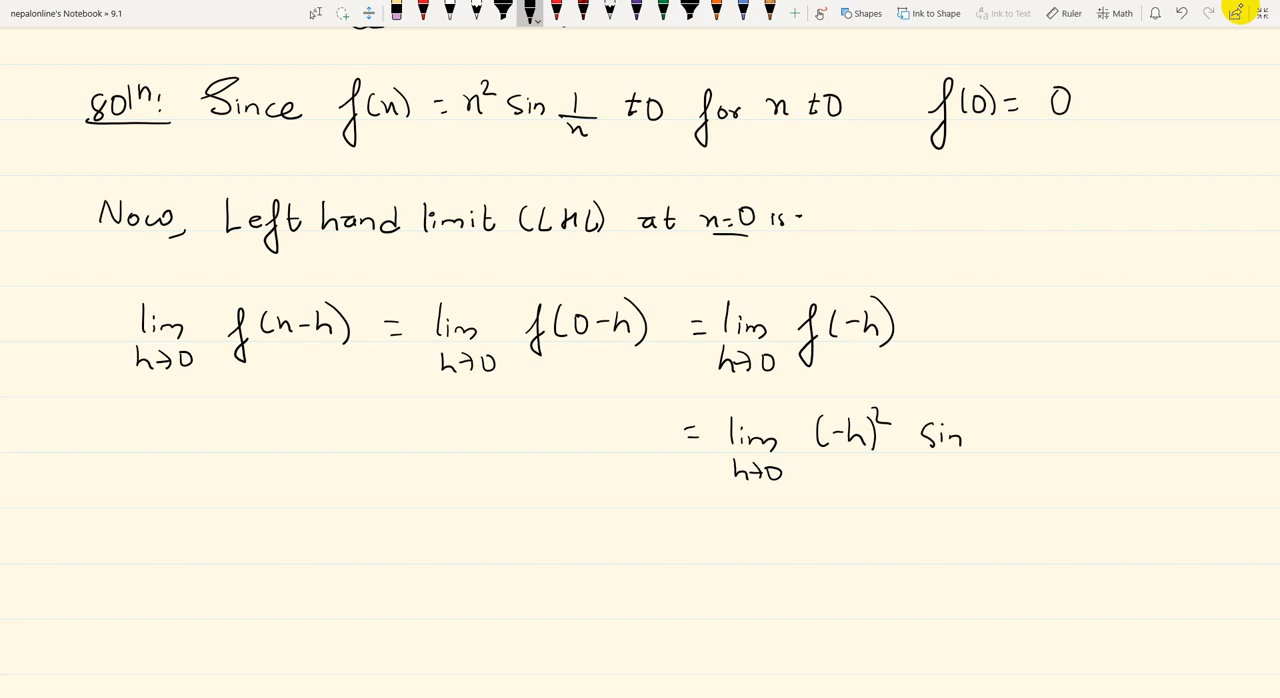 nepalonline's Notebook » 9.1 Shapes Ink to Shape Ink to Text Ruler Math
Soln: Since f(x) = x² sin 1/x ≠0 for x ≠0 f(0) = 0
Now, Left hand limit (LHL) at x=0 is -
lim h→0 f(x-h) = lim h→0 f(0-h) = lim h→0 f(-h)
= lim h→0 (-h)² sin